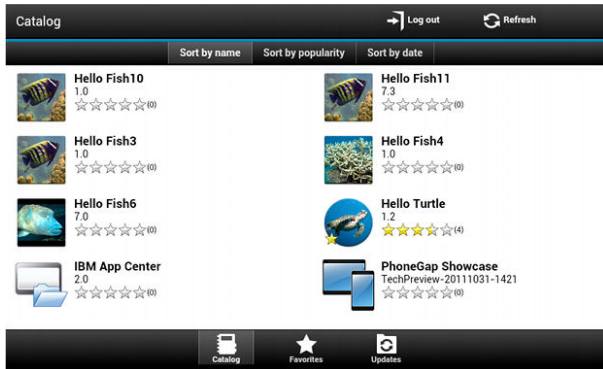 Catalog
Log out
Refresh
Sort by name
Sort by popularity
Sort by date
Hello Fish10
1.0
(0)
Hello Fish11
7.3
(0)
Hello Fish3
1.0
(0)
Hello Fish4
1.0
(0)
Hello Fish6
7.0
(0)
Hello Turtle
1.2
(4)
IBM App Center
2.0
(0)
PhoneGap Showcase
TechPreview-20111031-1421
(0)
Catalog
Favorites
Updates